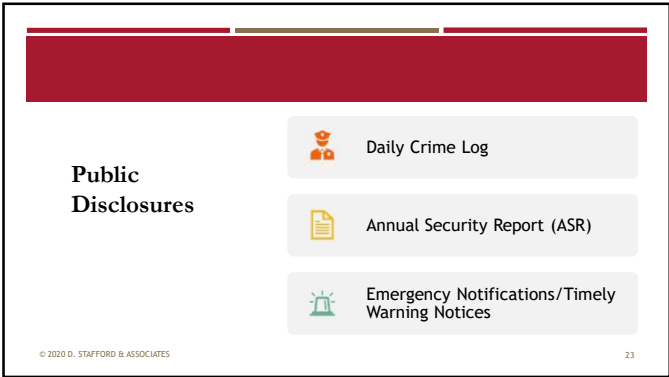 Public
Disclosures
Daily Crime Log
Annual Security Report (ASR)
Emergency Notifications/Timely
Warning Notices
© 2020 D. STAFFORD & ASSOCIATES
23